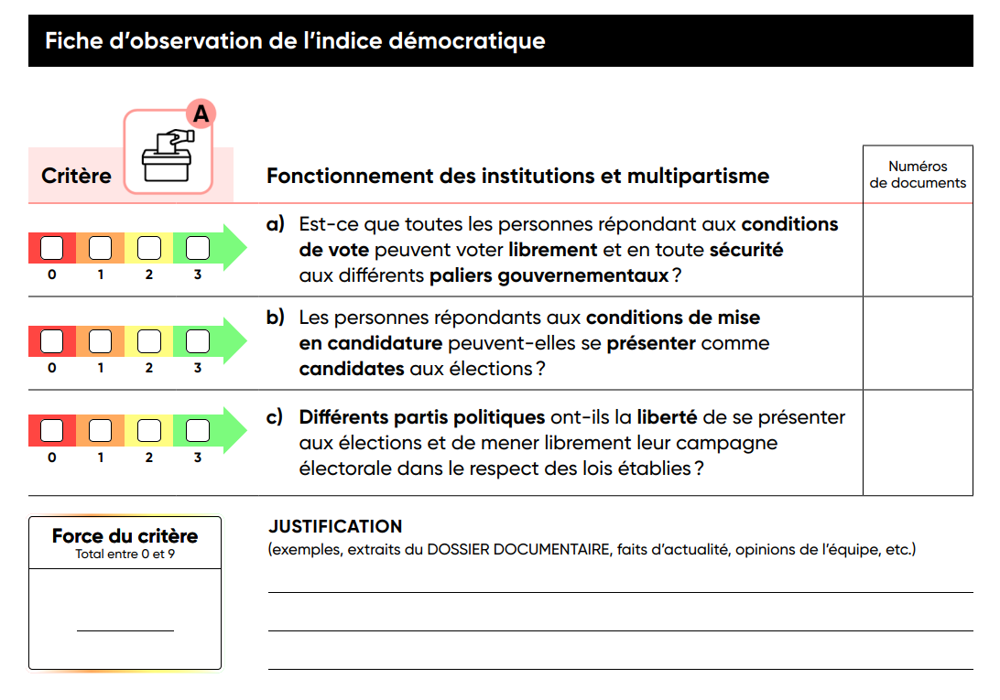 Fiche d’observation de l’indice démocratique
A
Critère
Fonctionnement des institutions et multipartisme
Numéros
de documents
a) Est-ce que toutes les personnes répondant aux conditions
de vote peuvent voter librement et en toute sécurité
aux différents paliers gouvernementaux ?
0 1 2 3
b) Les personnes répondants aux conditions de mise
en candidature peuvent-elles se présenter comme
candidates aux élections ?
0 1 2 3
c) Différents partis politiques ont-ils la liberté de se présenter
aux élections et de mener librement leur campagne
électorale dans le respect des lois établies ?
0 1 2 3
Force du critère
Total entre 0 et 9
JUSTIFICATION
(exemples, extraits du DOSSIER DOCUMENTAIRE, faits d’actualité, opinions de l’équipe, etc.)